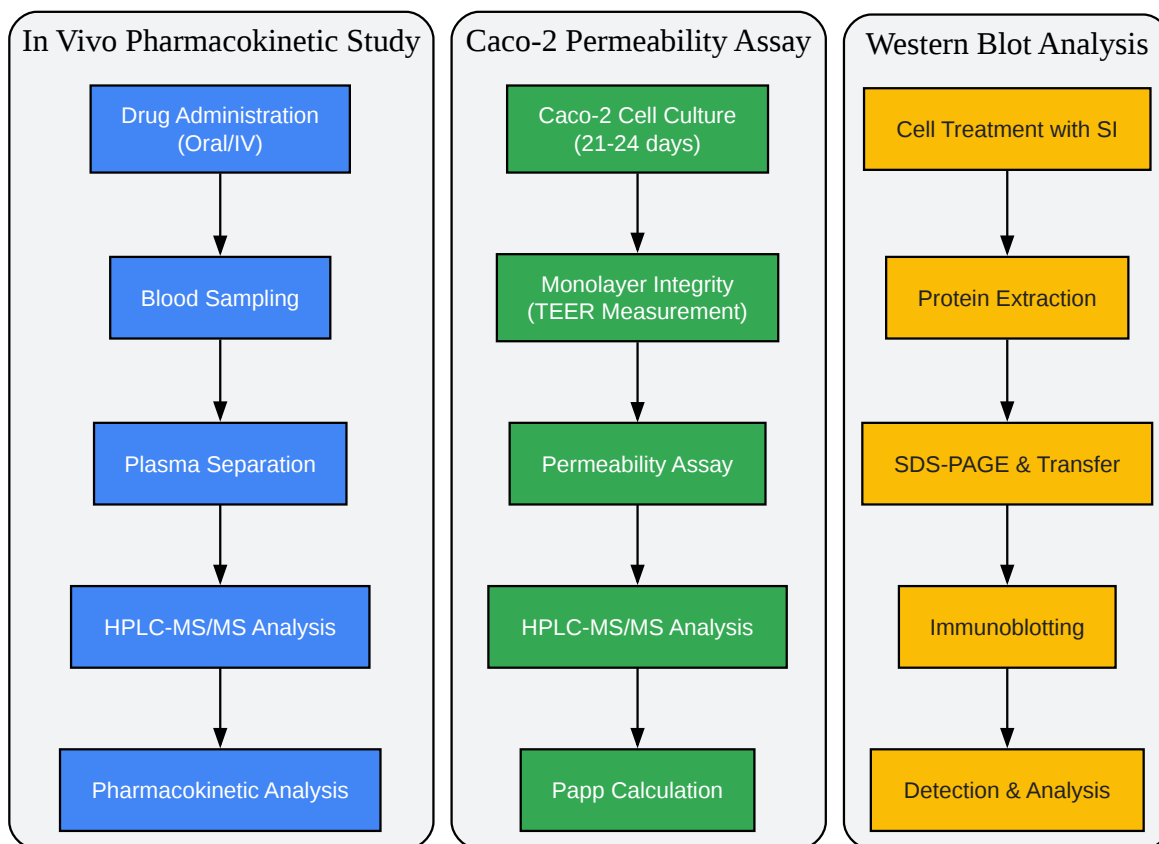 In Vivo Pharmacokinetic Study
Drug Administration
(Oral/IV)
Blood Sampling
Plasma Separation
HPLC-MS/MS Analysis
Pharmacokinetic Analysis
Caco-2 Permeability Assay
Caco-2 Cell Culture
(21-24 days)
Monolayer Integrity
(TEER Measurement)
Permeability Assay
HPLC-MS/MS Analysis
Papp Calculation
Western Blot Analysis
Cell Treatment with SI
Protein Extraction
SDS-PAGE & Transfer
Immunoblotting
Detection & Analysis